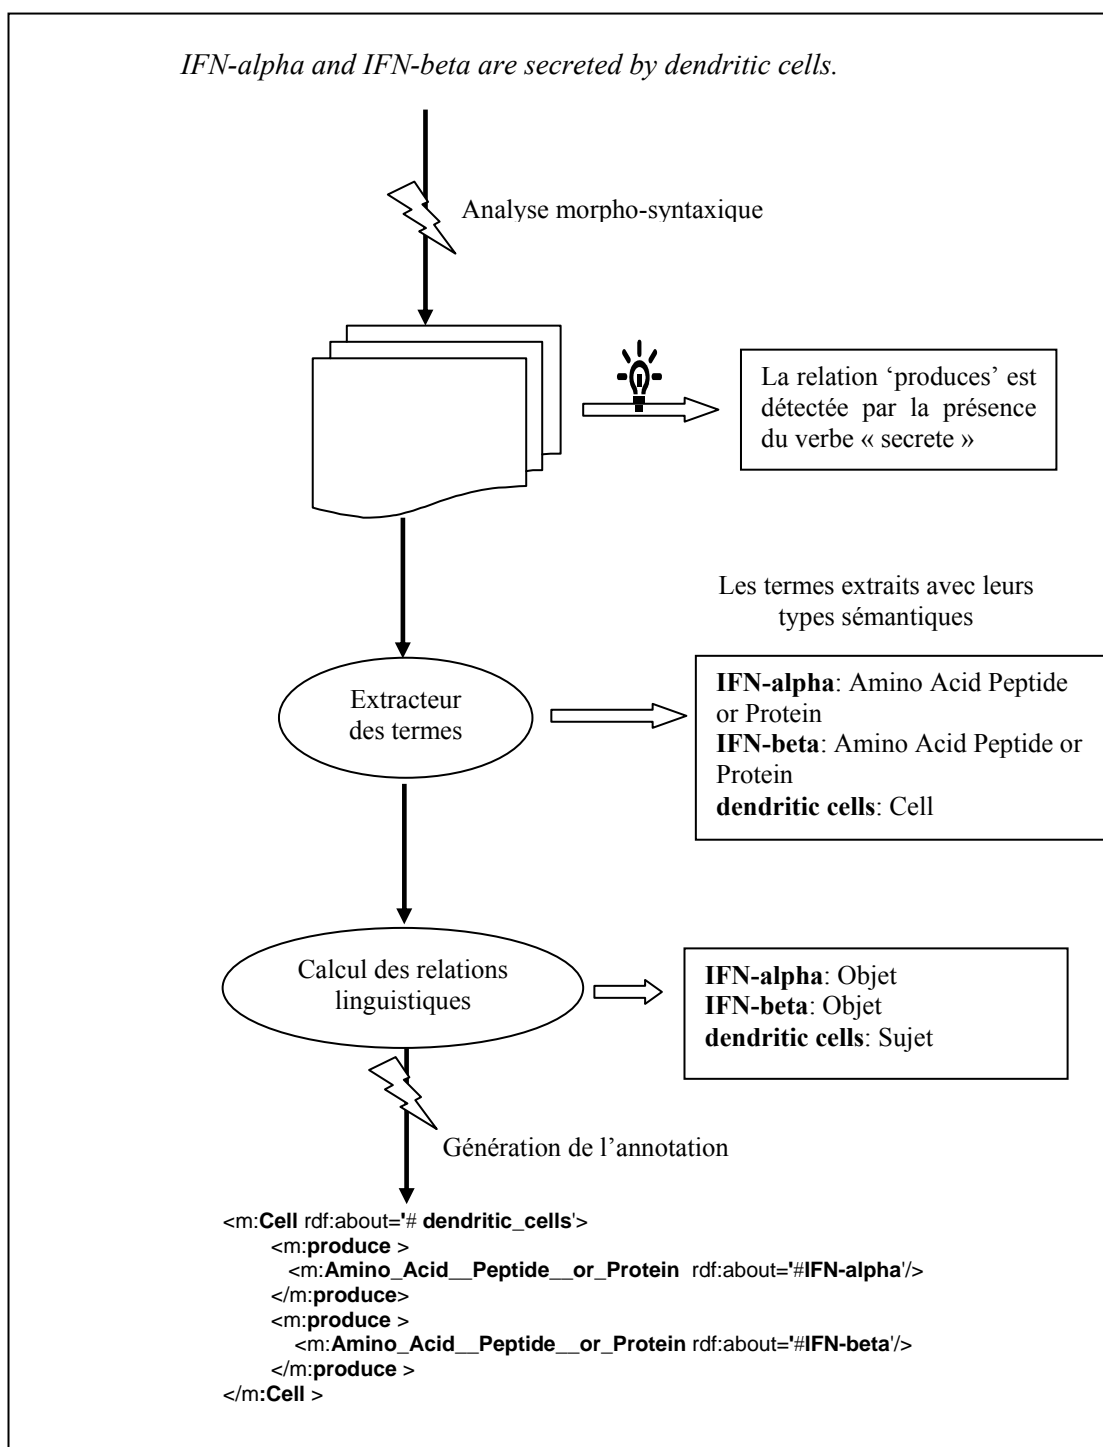 IFN-alpha and IFN-beta are secreted by dendritic cells.
Analyse morpho-syntaxique
La relation ‘produces’ est
détectée par la présence
du verbe « secrete »
Les termes extraits avec leurs
types sémantiques
Extracteur
des termes
IFN-alpha: Amino Acid Peptide
or Protein
IFN-beta: Amino Acid Peptide or
Protein
dendritic cells: Cell
Calcul des relations
linguistiques
IFN-alpha: Objet
IFN-beta: Objet
dendritic cells: Sujet
Génération de l’annotation
<m:Cell rdf:about='# dendritic_cells'>
<m:produce >
<m:Amino_Acid__Peptide__or_Protein rdf:about='#IFN-alpha'/>
</m:produce>
<m:produce >
<m:Amino_Acid__Peptide__or_Protein rdf:about='#IFN-beta'/>
</m:produce >
</m:Cell >